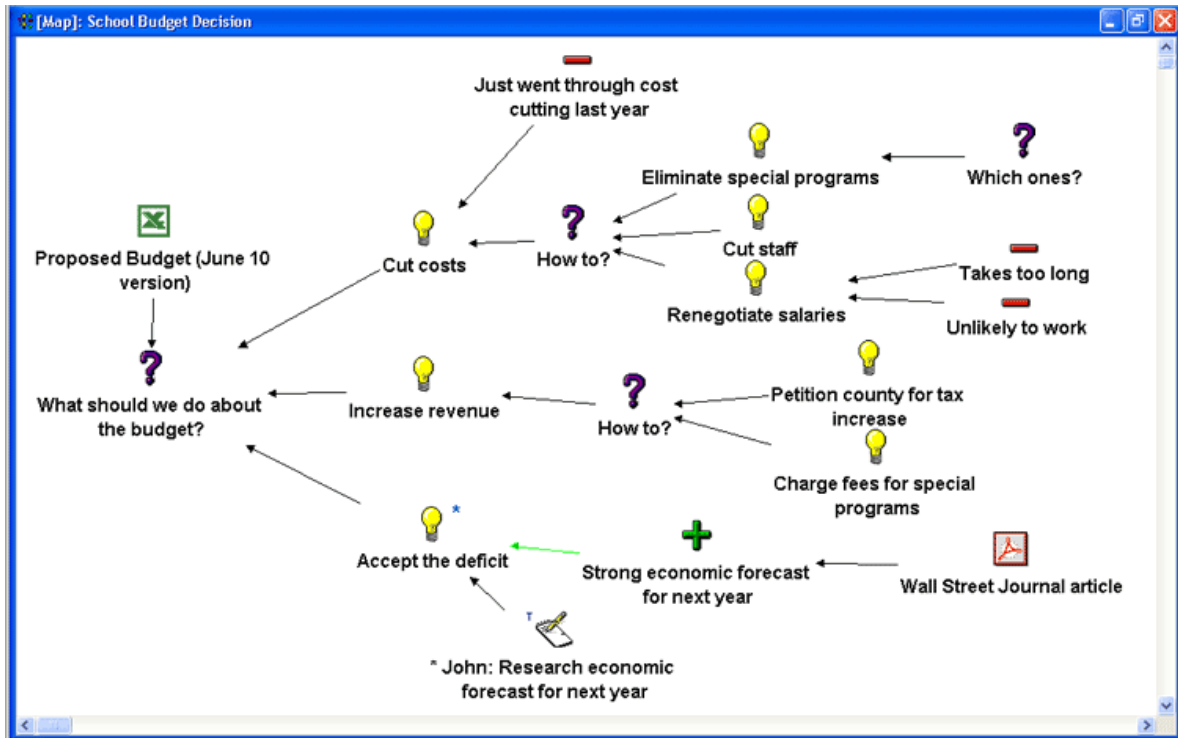 [Map]: School Budget Decision
Just went through cost
cutting last year
Eliminate special programs
Which ones?
Proposed Budget (June 10
version)
Cut costs
How to?
Cut staff
Renegotiate salaries
Takes too long
Unlikely to work
What should we do about
the budget?
Increase revenue
How to?
Petition county for tax
increase
Charge fees for special
programs
*
Accept the deficit
Strong economic forecast
for next year
Wall Street Journal article
T
* John: Research economic
forecast for next year